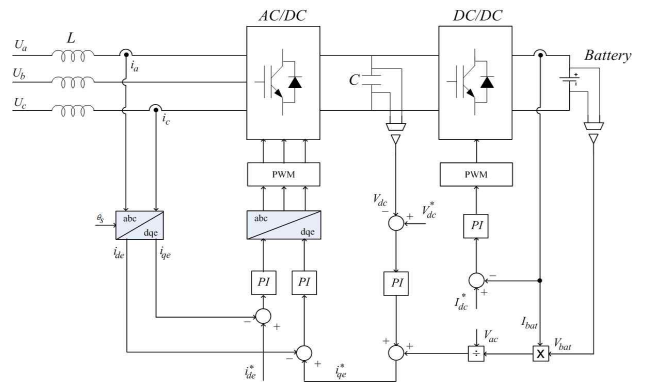 AC/DC
DC/DC
U_a
L
i_a
U_b
U_c
i_c
C
Battery
+
PWM
PWM
θ_s
abc
dqe
abc
dqe
V_dc
−
+
V_dc^*
PI
i_de
i_qe
PI
PI
PI
−
+
I_dc^*
I_bat
−
+
V_ac
V_bat
−
+
+
+
÷
X
i_de^*
i_qe^*